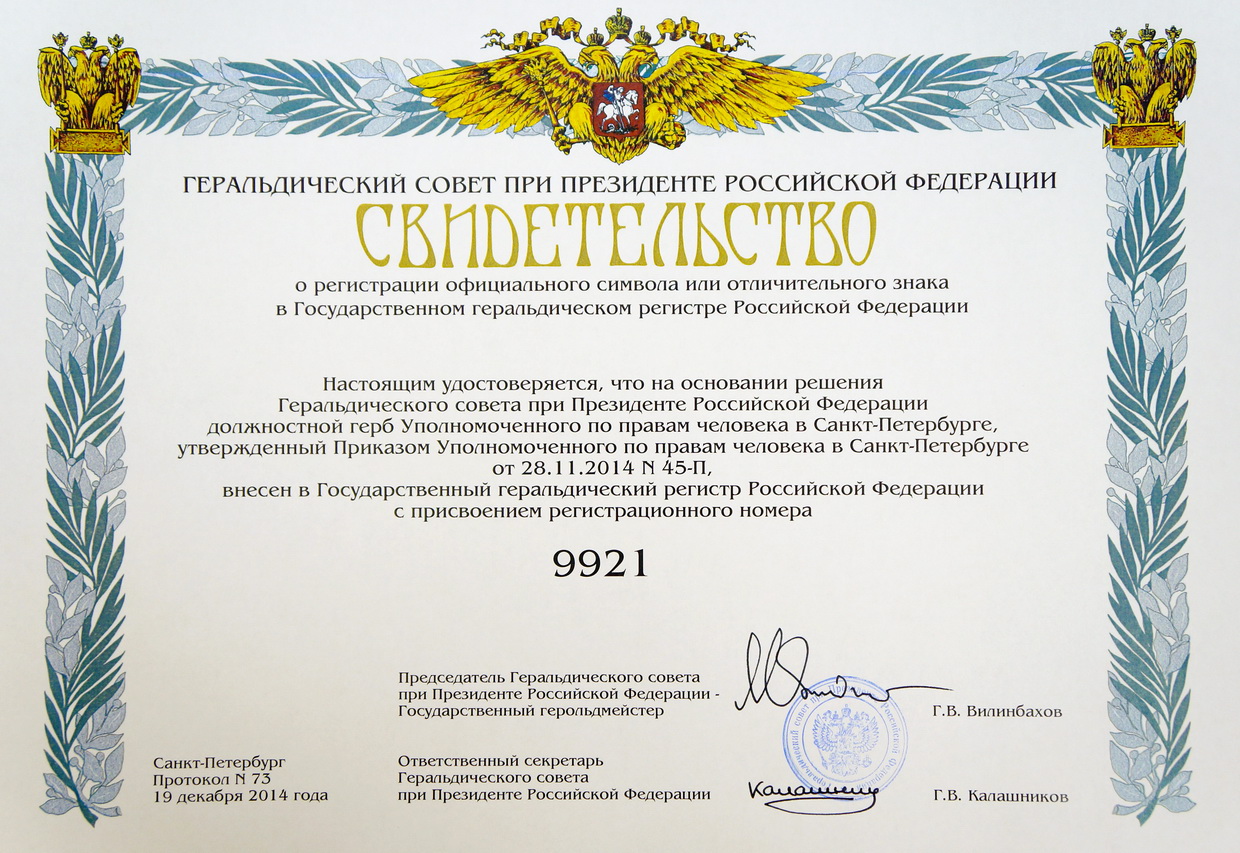 ГЕРАЛЬДИЧЕСКИЙ СОВЕТ ПРИ ПРЕЗИДЕНТЕ РОССИЙСКОЙ ФЕДЕРАЦИИ
СВИДЕТЕЛЬСТВО
о регистрации официального символа или отличительного знака
в Государственном геральдическом регистре Российской Федерации
Настоящим удостоверяется, что на основании решения
Геральдического совета при Президенте Российской Федерации
должностной герб Уполномоченного по правам человека в Санкт-Петербурге,
утвержденный Приказом Уполномоченного по правам человека в Санкт-Петербурге
от 28.11.2014 N 45-П,
внесен в Государственный геральдический регистр Российской Федерации
с присвоением регистрационного номера
9921
Председатель Геральдического совета
при Президенте Российской Федерации -
Государственный герольдмейстер
Г.В. Вилинбахов
Санкт-Петербург
Протокол N 73
19 декабря 2014 года
Ответственный секретарь
Геральдического совета
при Президенте Российской Федерации
Г.В. Калашников